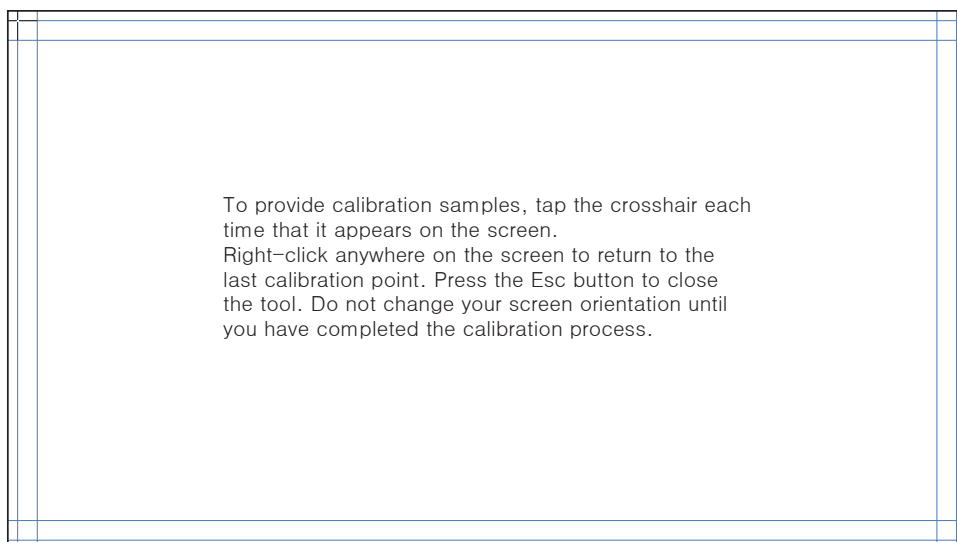 To provide calibration samples, tap the crosshair each
time that it appears on the screen.
Right-click anywhere on the screen to return to the
last calibration point. Press the Esc button to close
the tool. Do not change your screen orientation until
you have completed the calibration process.